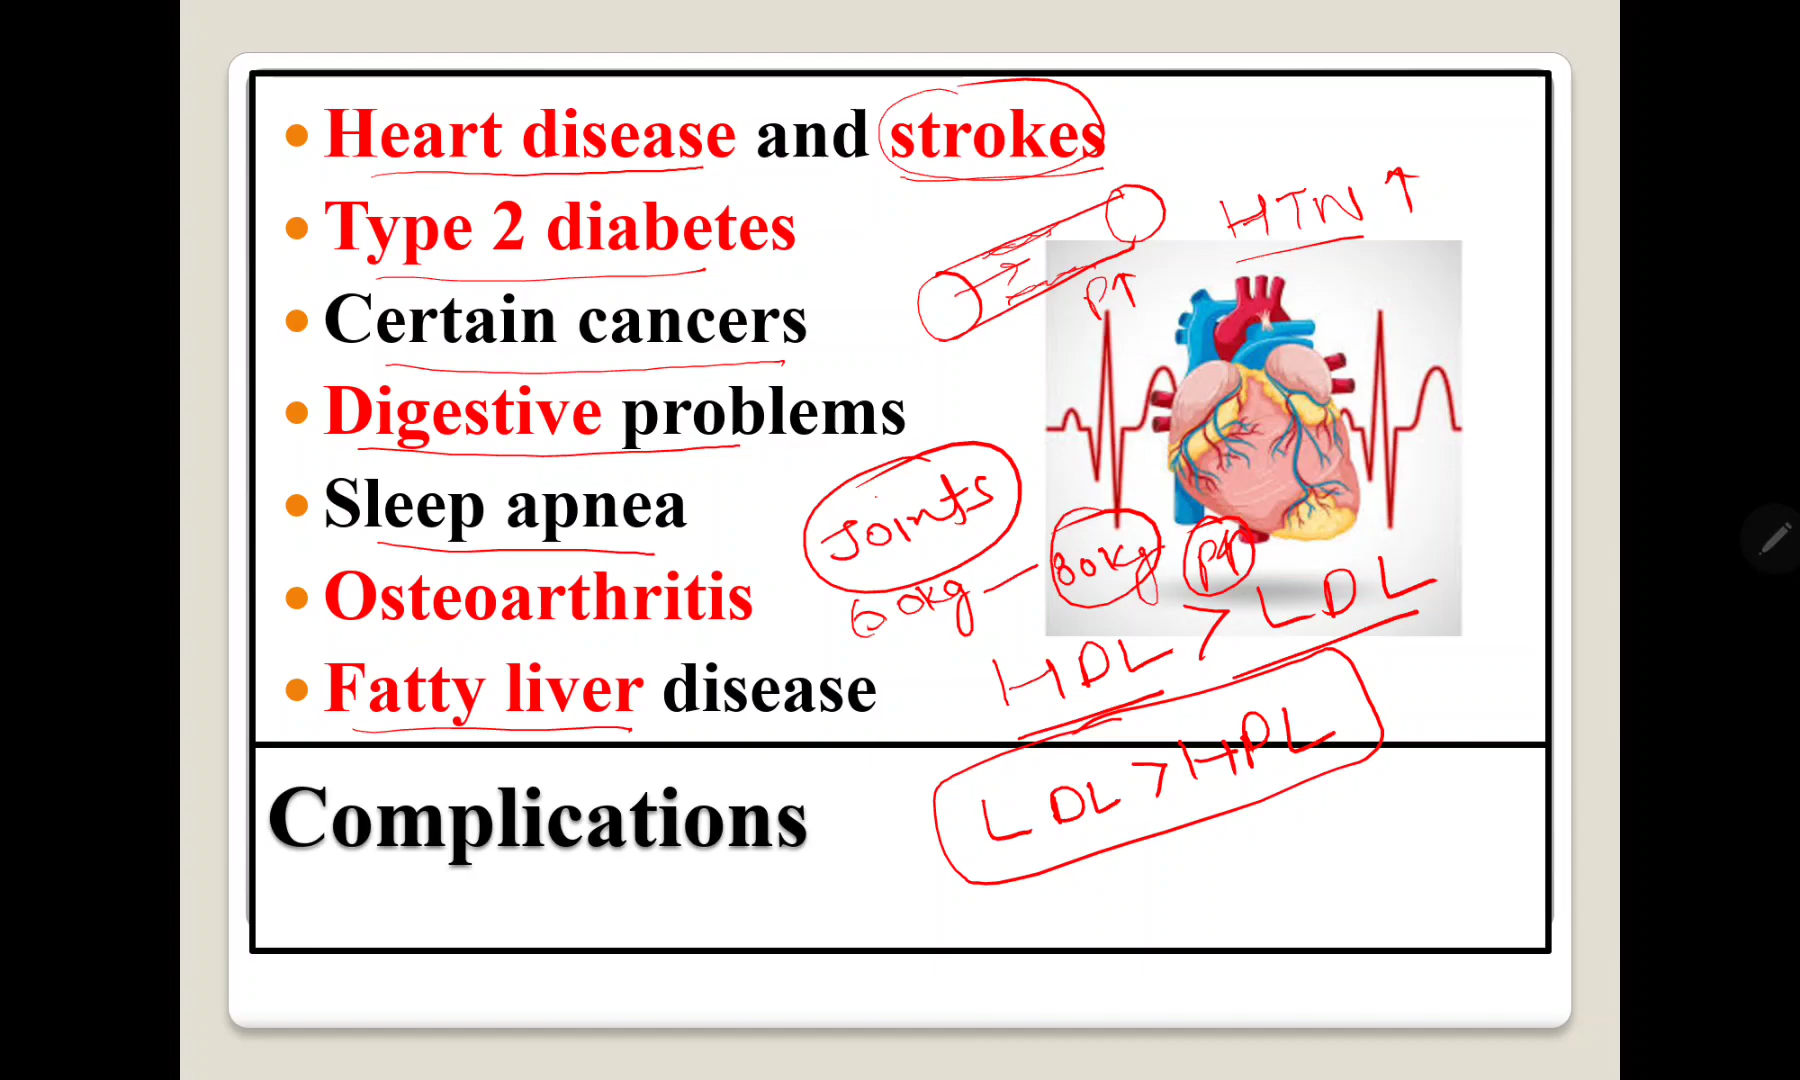 Heart disease and strokes
HTN ↑
Type 2 diabetes
P↑
Certain cancers
Digestive problems
Joints
Sleep apnea
60kg — 80kg P↑
Osteoarthritis
HDL > LDL
Fatty liver disease
LDL > HDL
Complications